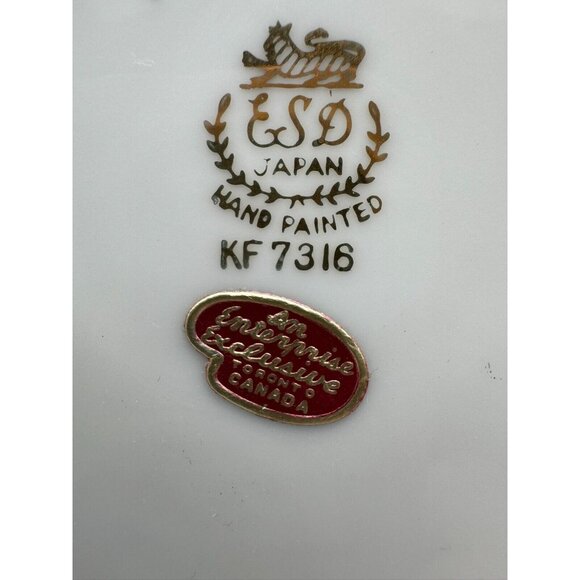 ESD
JAPAN
HAND PAINTED
KF 7316
An
Enterprise
Exclusive
TORONTO
CANADA